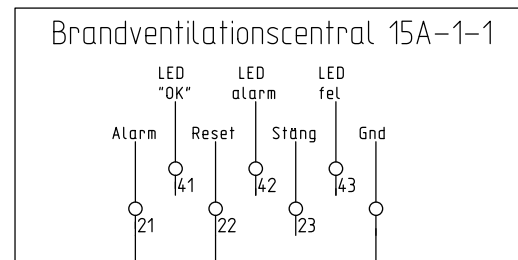 Brandventilationscentral 15A-1-1
LED LED LED
"OK" alarm fel
Alarm Reset Stäng Gnd
41 42 43
21 22 23